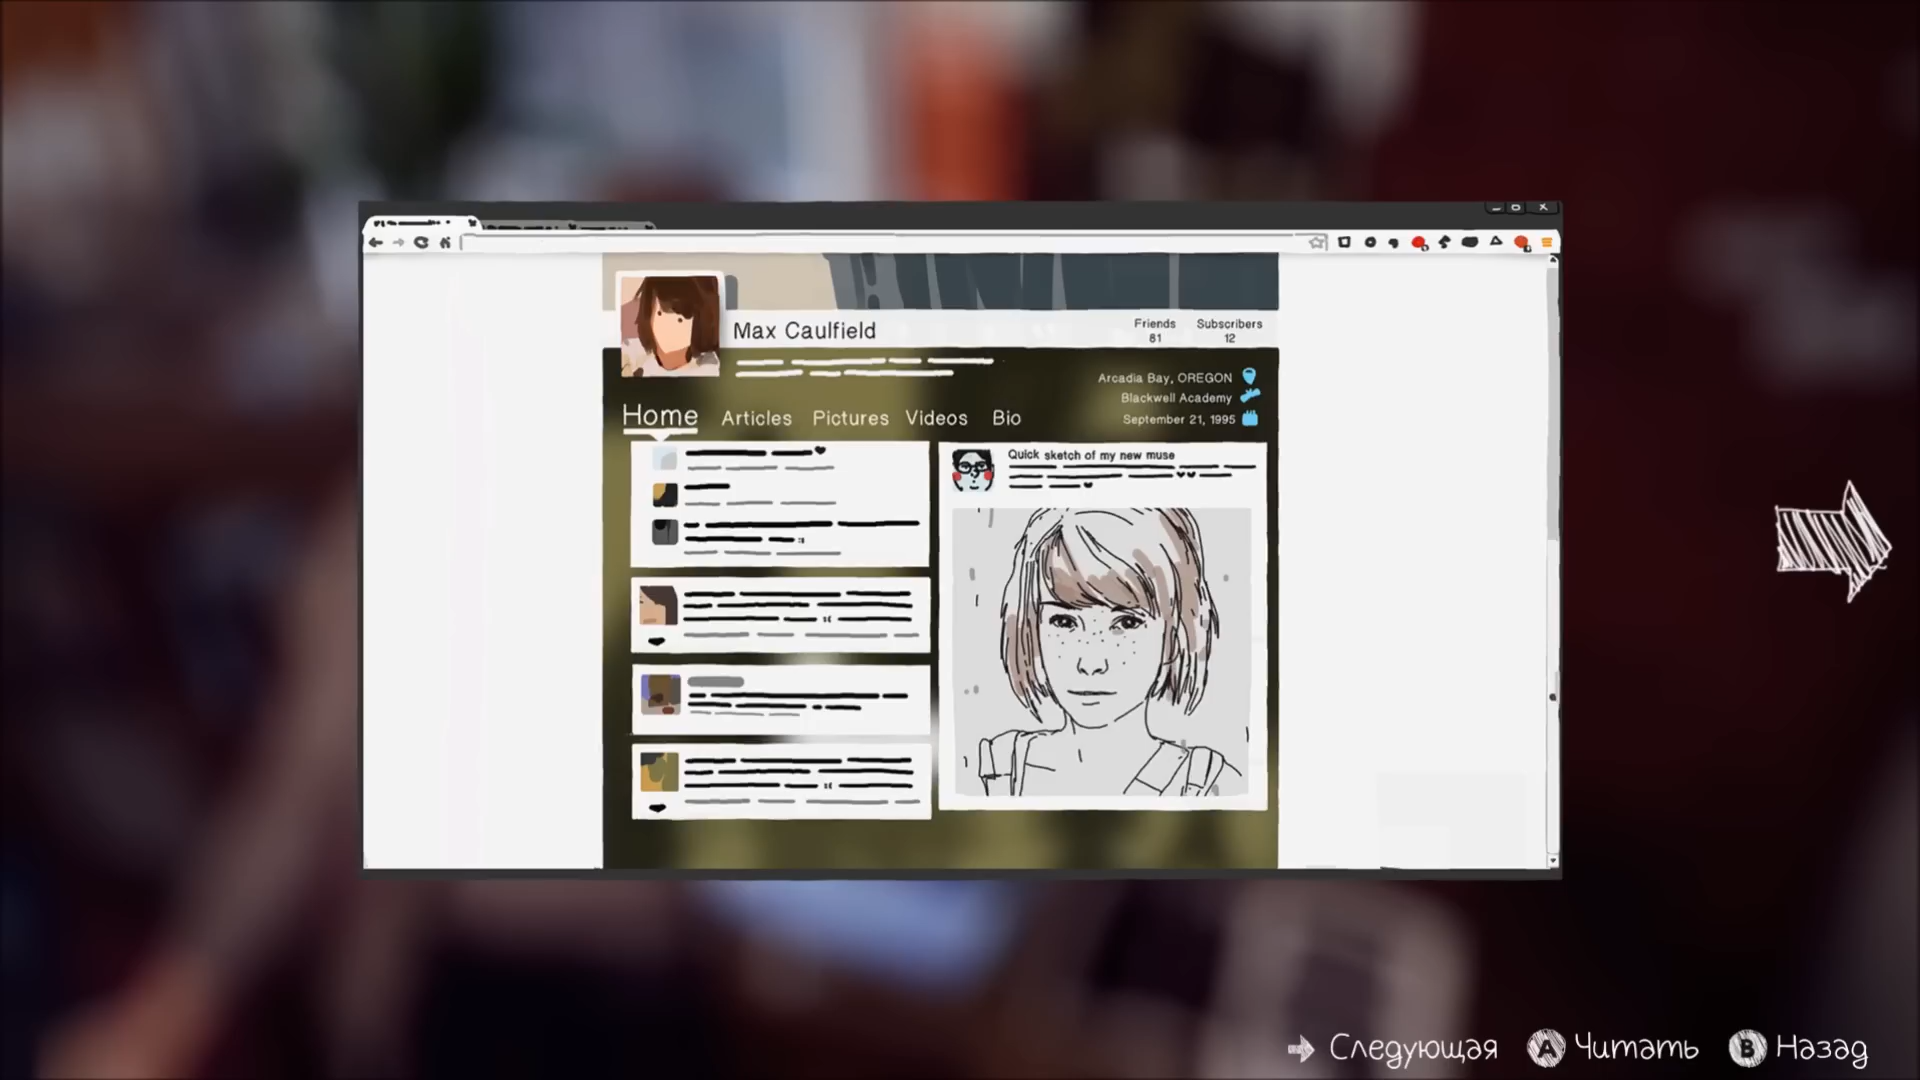 Max Caulfield
Friends
81
Subscribers
12
Arcadia Bay, OREGON
Blackwell Academy
September 21, 1995
Home Articles Pictures Videos Bio
Quick sketch of my new muse
Следующая A Читать B Назад